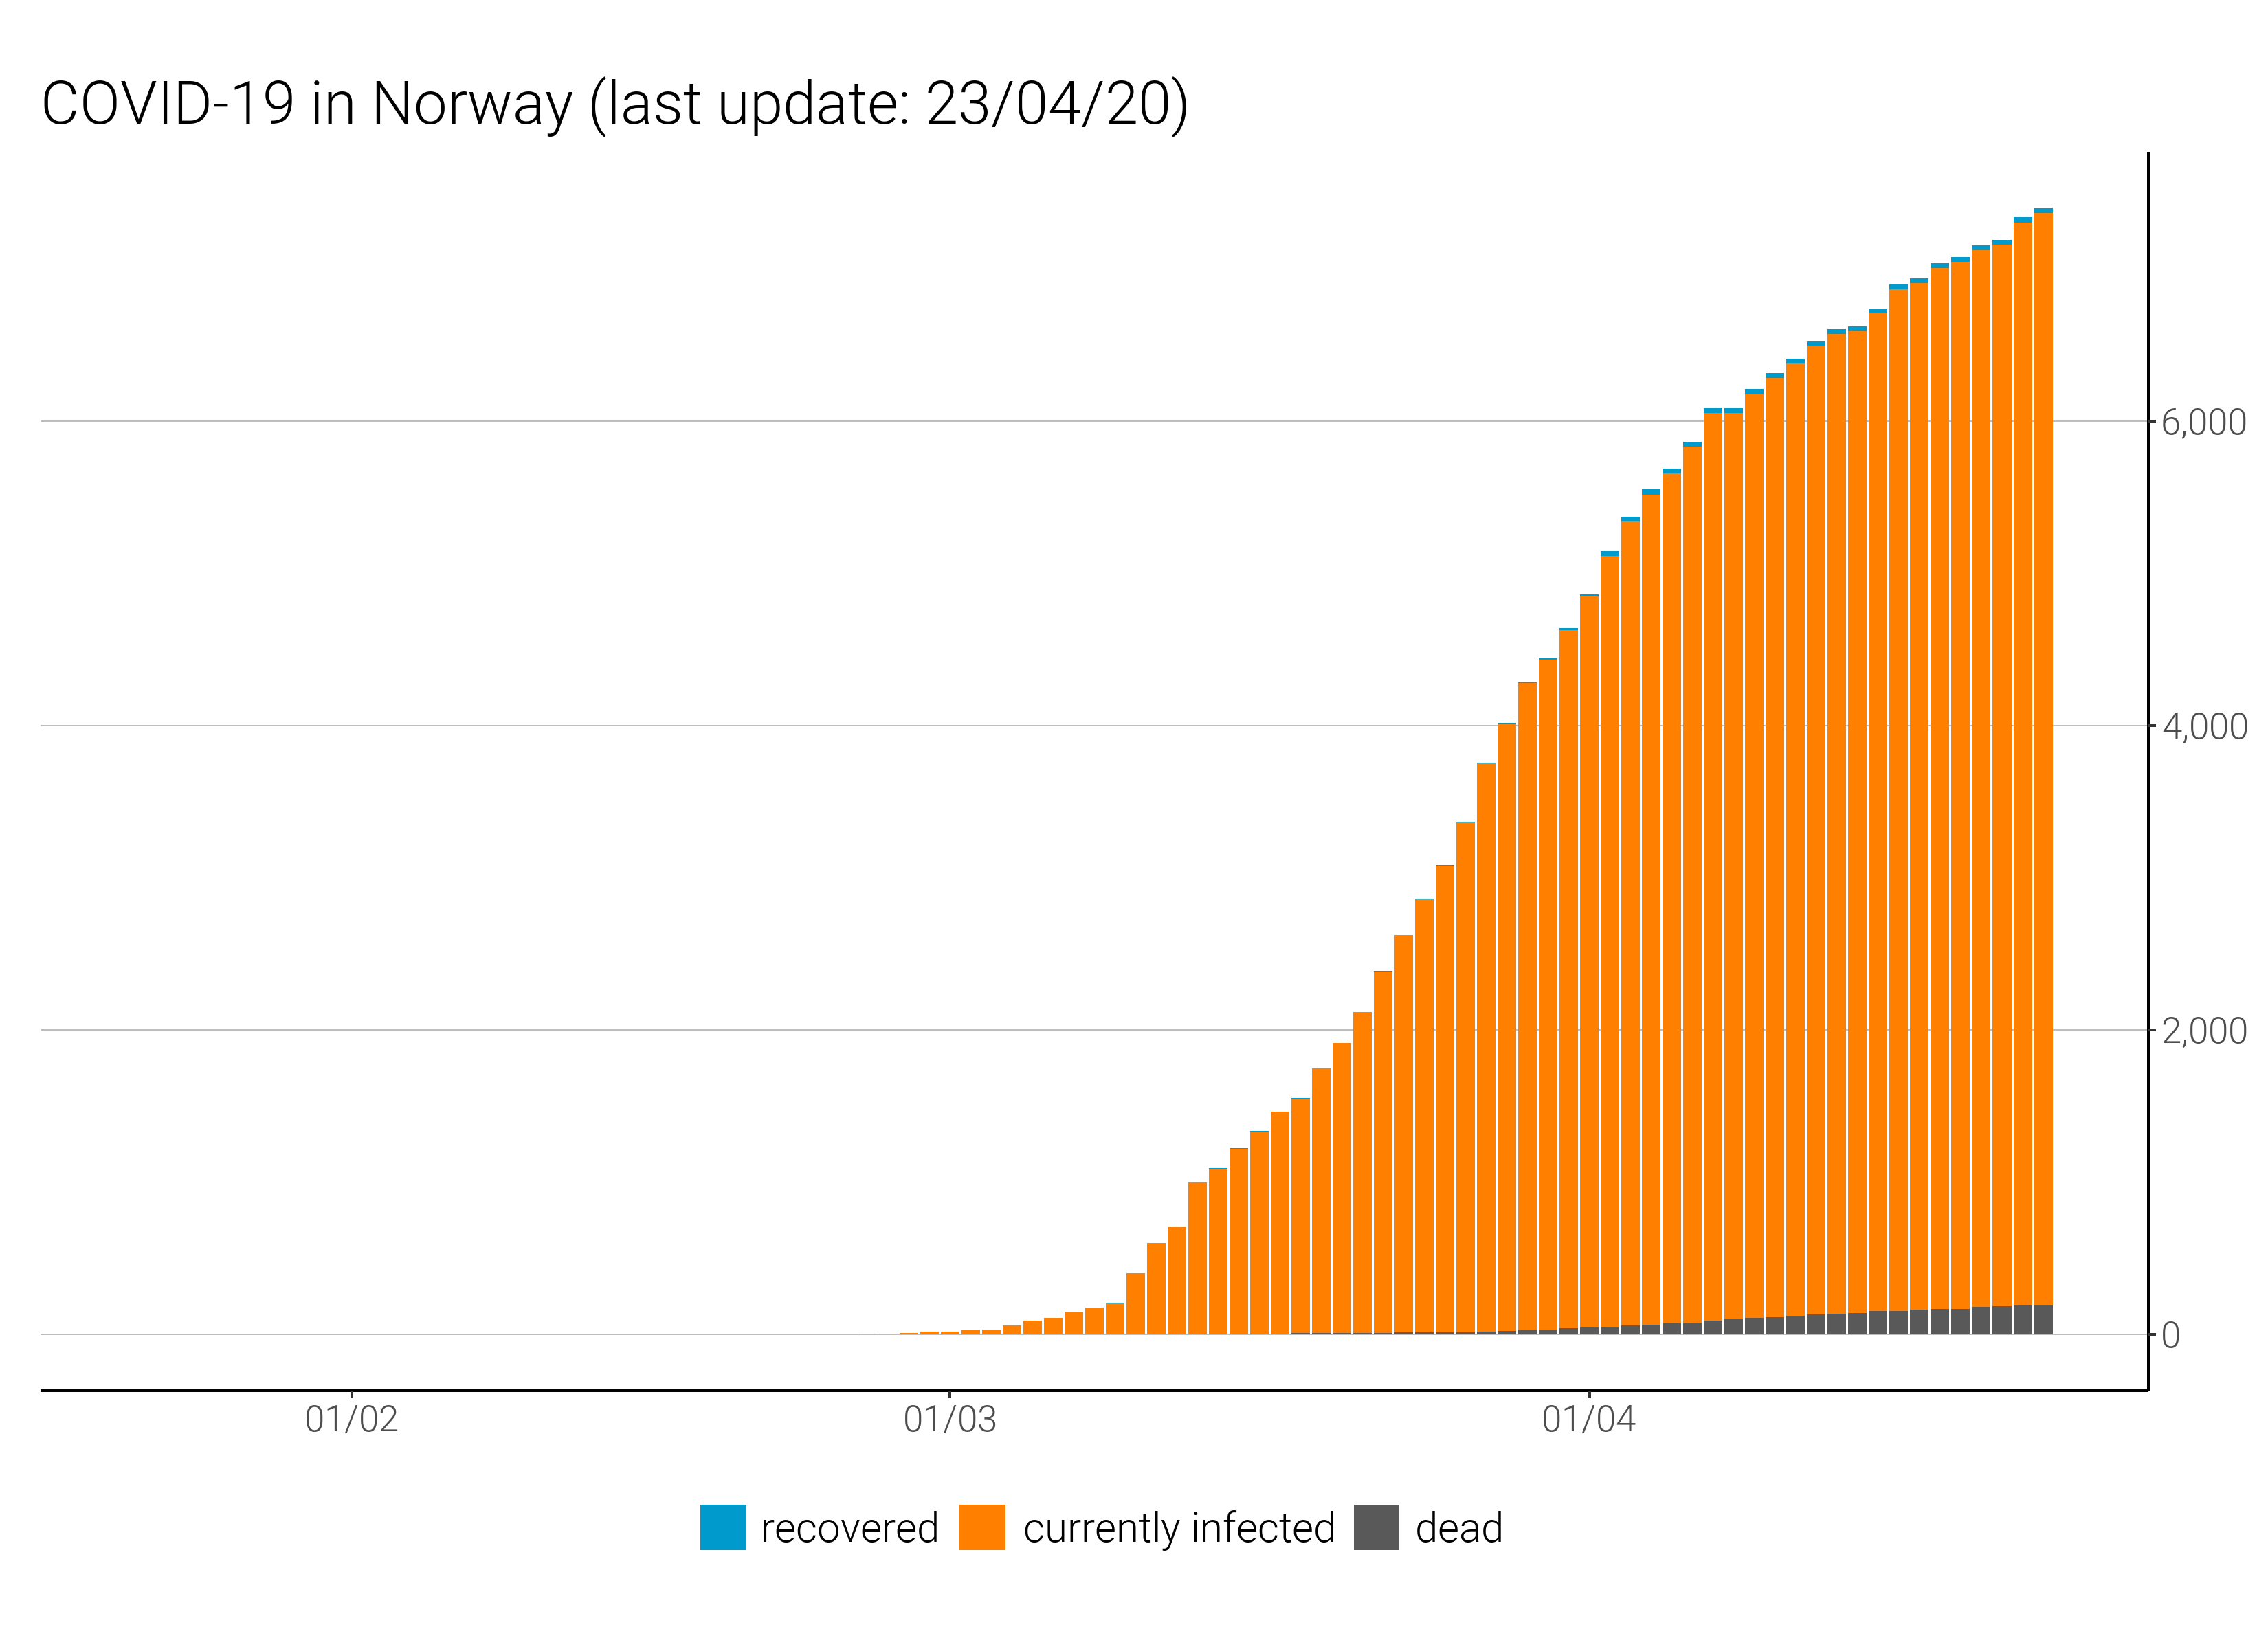 COVID-19 in Norway (last update: 23/04/20)
6,000
4,000
2,000
0
01/02 01/03 01/04
recovered currently infected dead